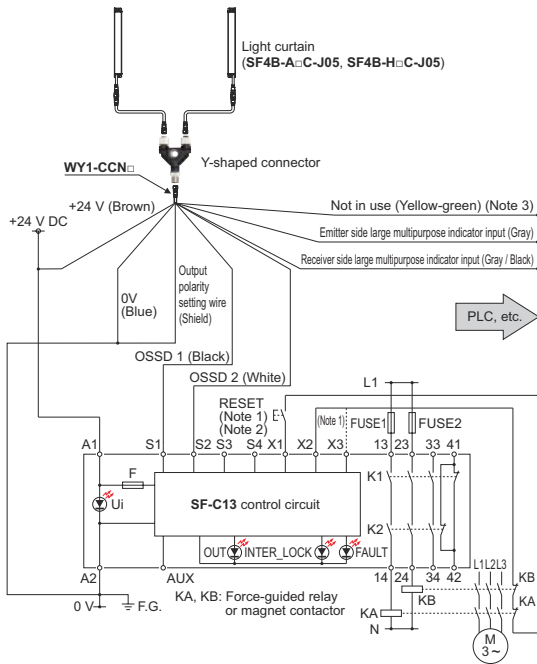 Light curtain
(SF4B-A□C-J05, SF4B-H□C-J05)
Y-shaped connector
WY1-CCN□
+24 V (Brown)
+24 V DC
Not in use (Yellow-green) (Note 3)
Emitter side large multipurpose indicator input (Gray)
Receiver side large multipurpose indicator input (Gray / Black)
0V
(Blue)
Output
polarity
setting wire
(Shield)
PLC, etc.
OSSD 1 (Black)
OSSD 2 (White)
L1
RESET
(Note 1)
(Note 2)
(Note 1)
FUSE1
FUSE2
A1 S1 S2 S3 S4 X1 X2 X3 13 23 33 41
F
Ui
SF-C13 control circuit
K1
K2
OUT INTER_LOCK FAULT
A2 AUX 14 24 34 42
KA, KB: Force-guided relay
or magnet contactor
L1 L2 L3
KB
KB
KA
KA
0 V
F.G.
N
M
3~